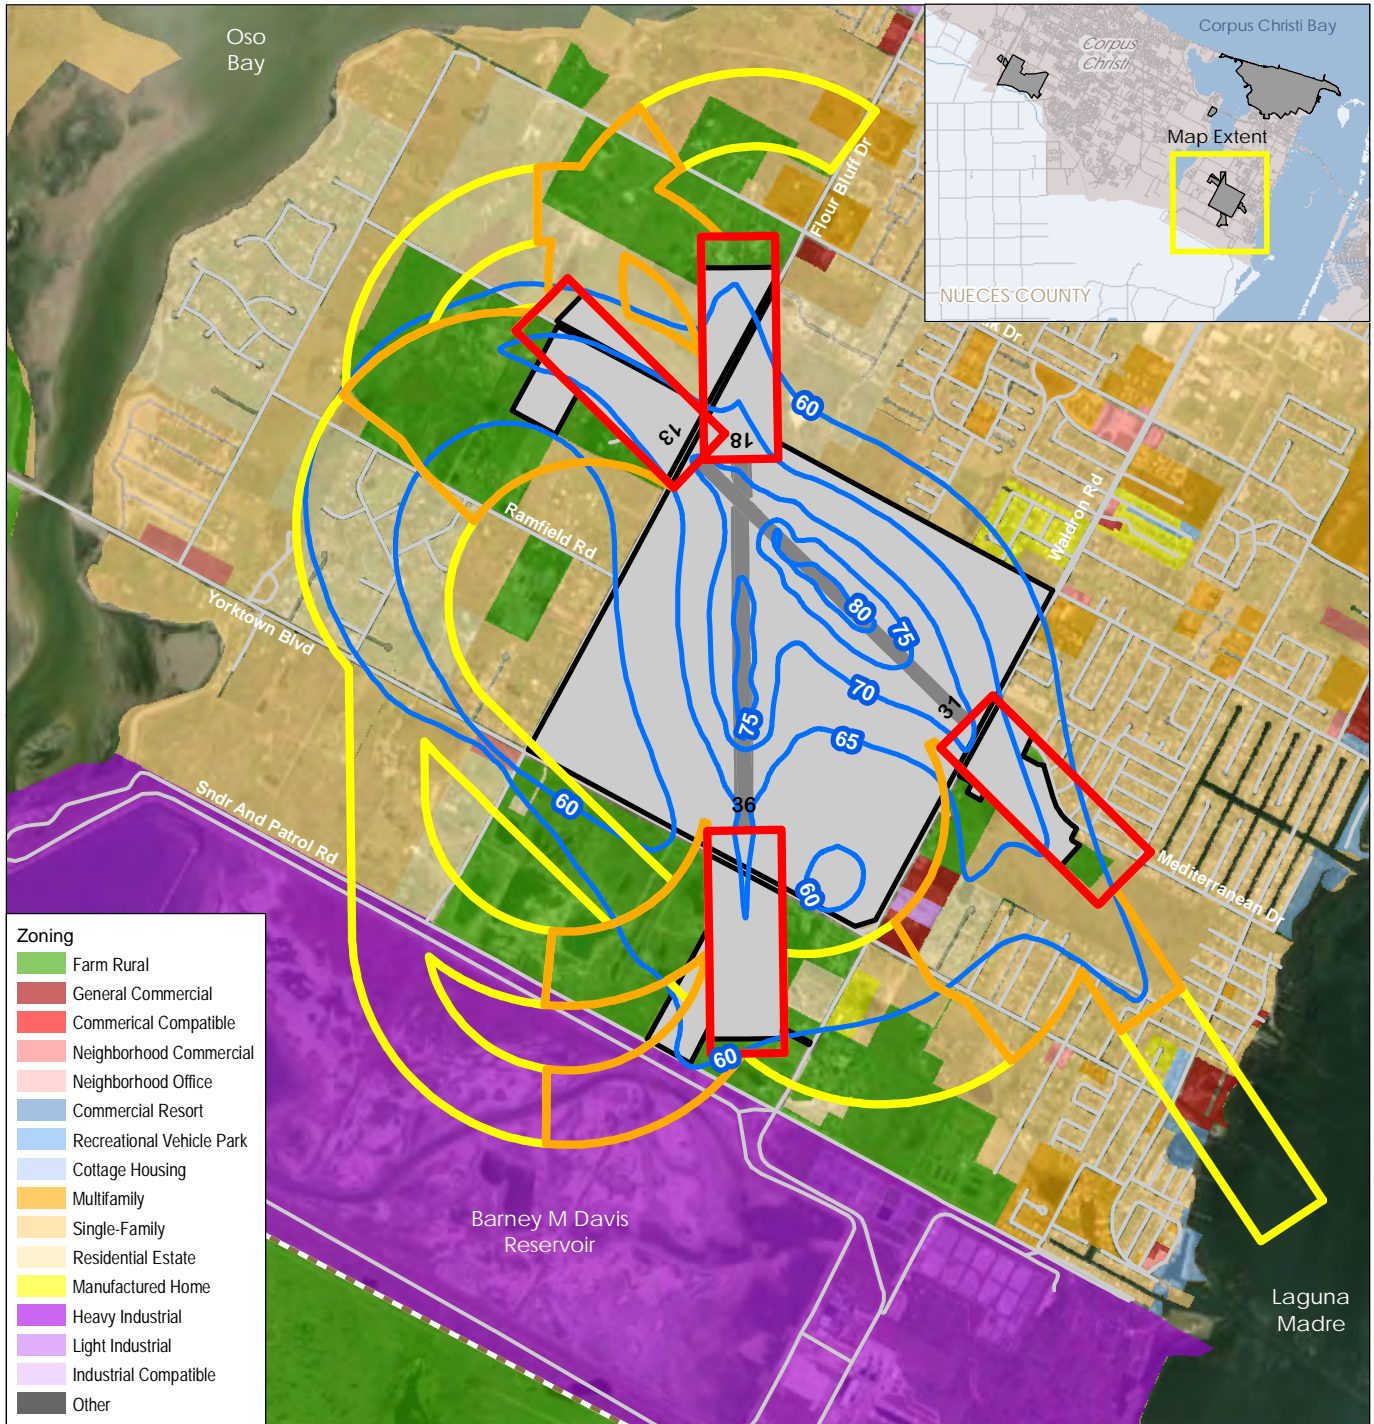 Oso
Bay
Corpus Christi Bay
Corpus
Christi
Map Extent
NUECES COUNTY
Flour Bluff Dr
k Dr
60
13
18
Waldron Rd
Ramfield Rd
80
75
Yorktown Blvd
70
31
75
65
36
60
Sndr And Patrol Rd
60
Mediterranean Dr
60
Barney M Davis
Reservoir
Laguna
Madre
Zoning
Farm Rural
General Commercial
Commerical Compatible
Neighborhood Commercial
Neighborhood Office
Commercial Resort
Recreational Vehicle Park
Cottage Housing
Multifamily
Single-Family
Residential Estate
Manufactured Home
Heavy Industrial
Light Industrial
Industrial Compatible
Other